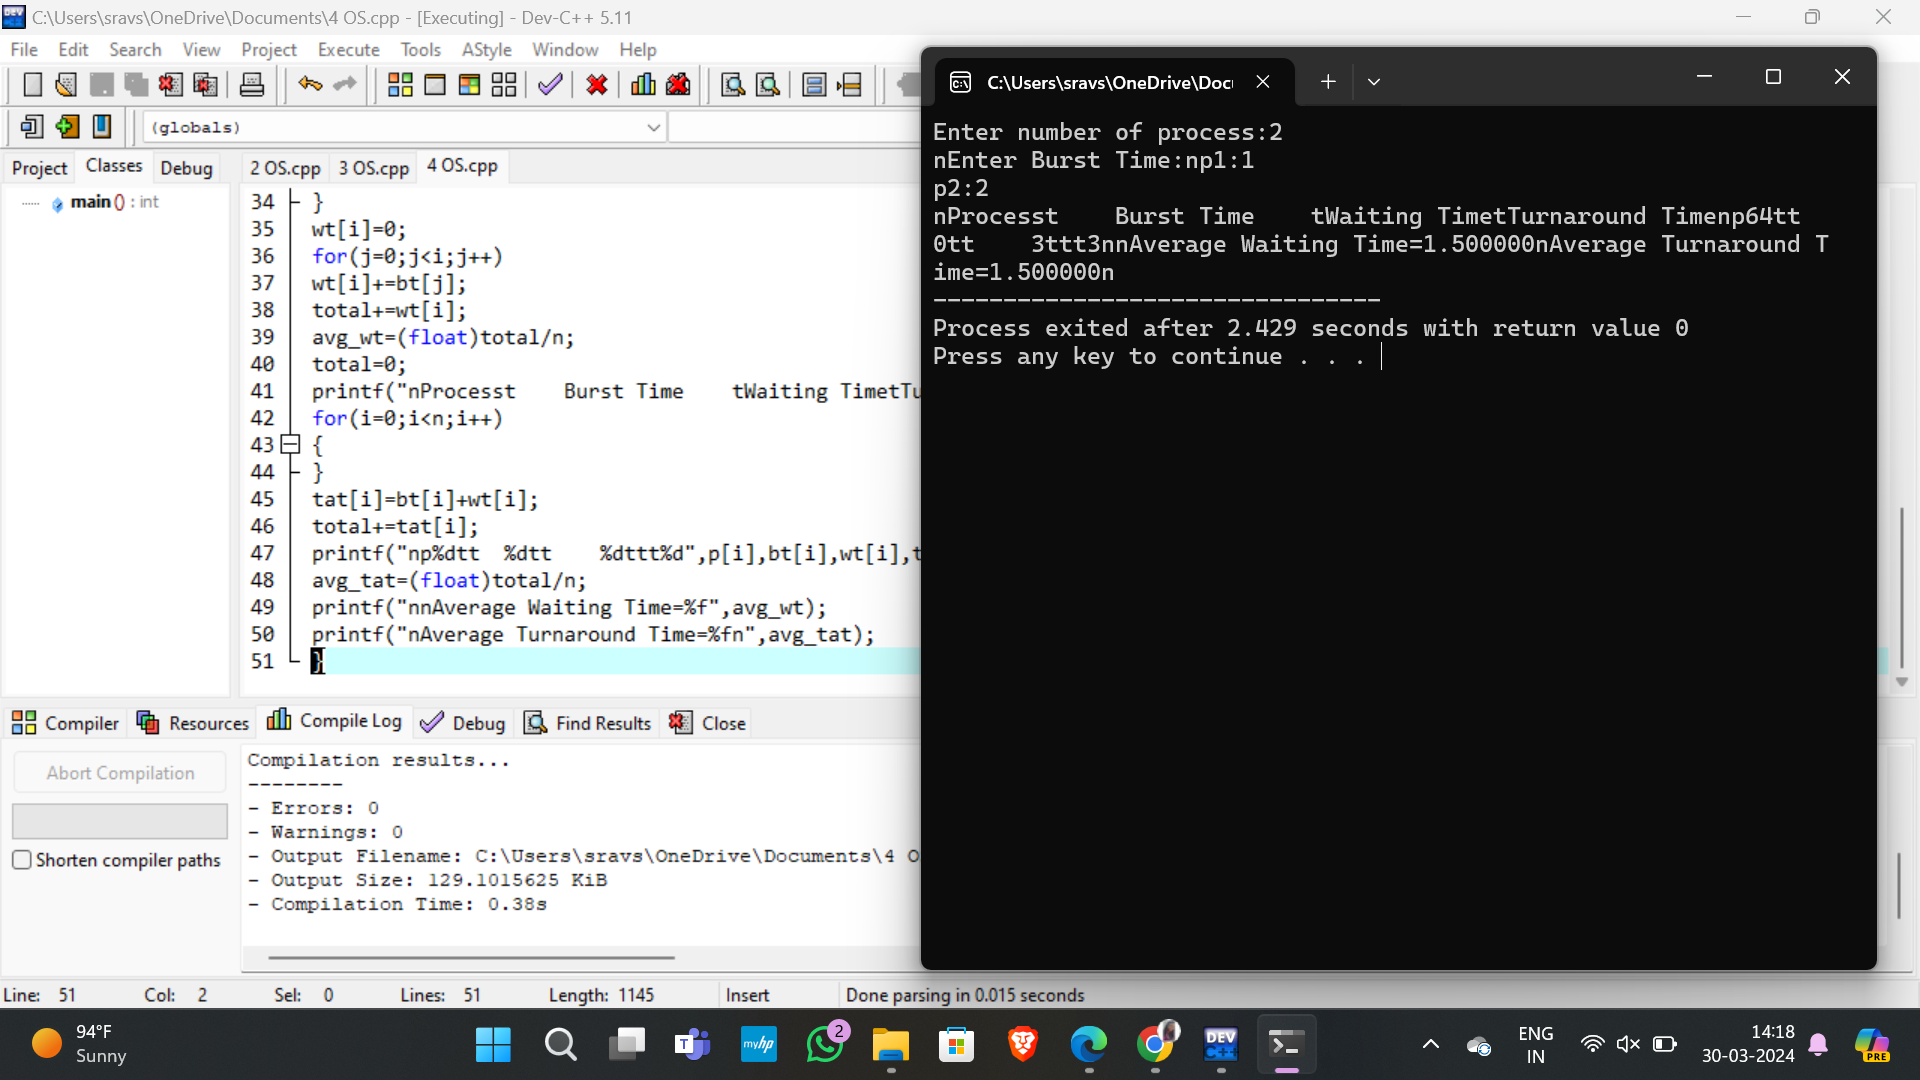 C:\Users\sravs\OneDrive\Documents\4 OS.cpp - [Executing] - Dev-C++ 5.11
File Edit Search View Project Execute Tools AStyle Window Help
(globals)
Project Classes Debug
2 OS.cpp 3 OS.cpp 4 OS.cpp
main () : int
34 }
35 wt[i]=0;
36 for(j=0;j<i;j++)
37 wt[i]+=bt[j];
38 total+=wt[i];
39 avg_wt=(float)total/n;
40 total=0;
41 printf("nProcesst    Burst Time    tWaiting TimetTu
42 for(i=0;i<n;i++)
43 {
44 }
45 tat[i]=bt[i]+wt[i];
46 total+=tat[i];
47 printf("np%dtt  %dtt    %dttt%d",p[i],bt[i],wt[i],t
48 avg_tat=(float)total/n;
49 printf("nnAverage Waiting Time=%f",avg_wt);
50 printf("nAverage Turnaround Time=%fn",avg_tat);
51 }
C:\Users\sravs\OneDrive\Doc
Enter number of process:2
nEnter Burst Time:np1:1
p2:2
nProcesst    Burst Time    tWaiting TimetTurnaround Timenp64tt
0tt    3ttt3nnAverage Waiting Time=1.500000nAverage Turnaround T
ime=1.500000n
--------------------------------
Process exited after 2.429 seconds with return value 0
Press any key to continue . . .
Compiler Resources Compile Log Debug Find Results Close
Abort Compilation
Shorten compiler paths
Compilation results...
--------
- Errors: 0
- Warnings: 0
- Output Filename: C:\Users\sravs\OneDrive\Documents\4 O
- Output Size: 129.1015625 KiB
- Compilation Time: 0.38s
Line: 51 Col: 2 Sel: 0 Lines: 51 Length: 1145 Insert Done parsing in 0.015 seconds
94°F
Sunny
myhp
2
DEV
C++
ENG
IN
14:18
30-03-2024
PRE